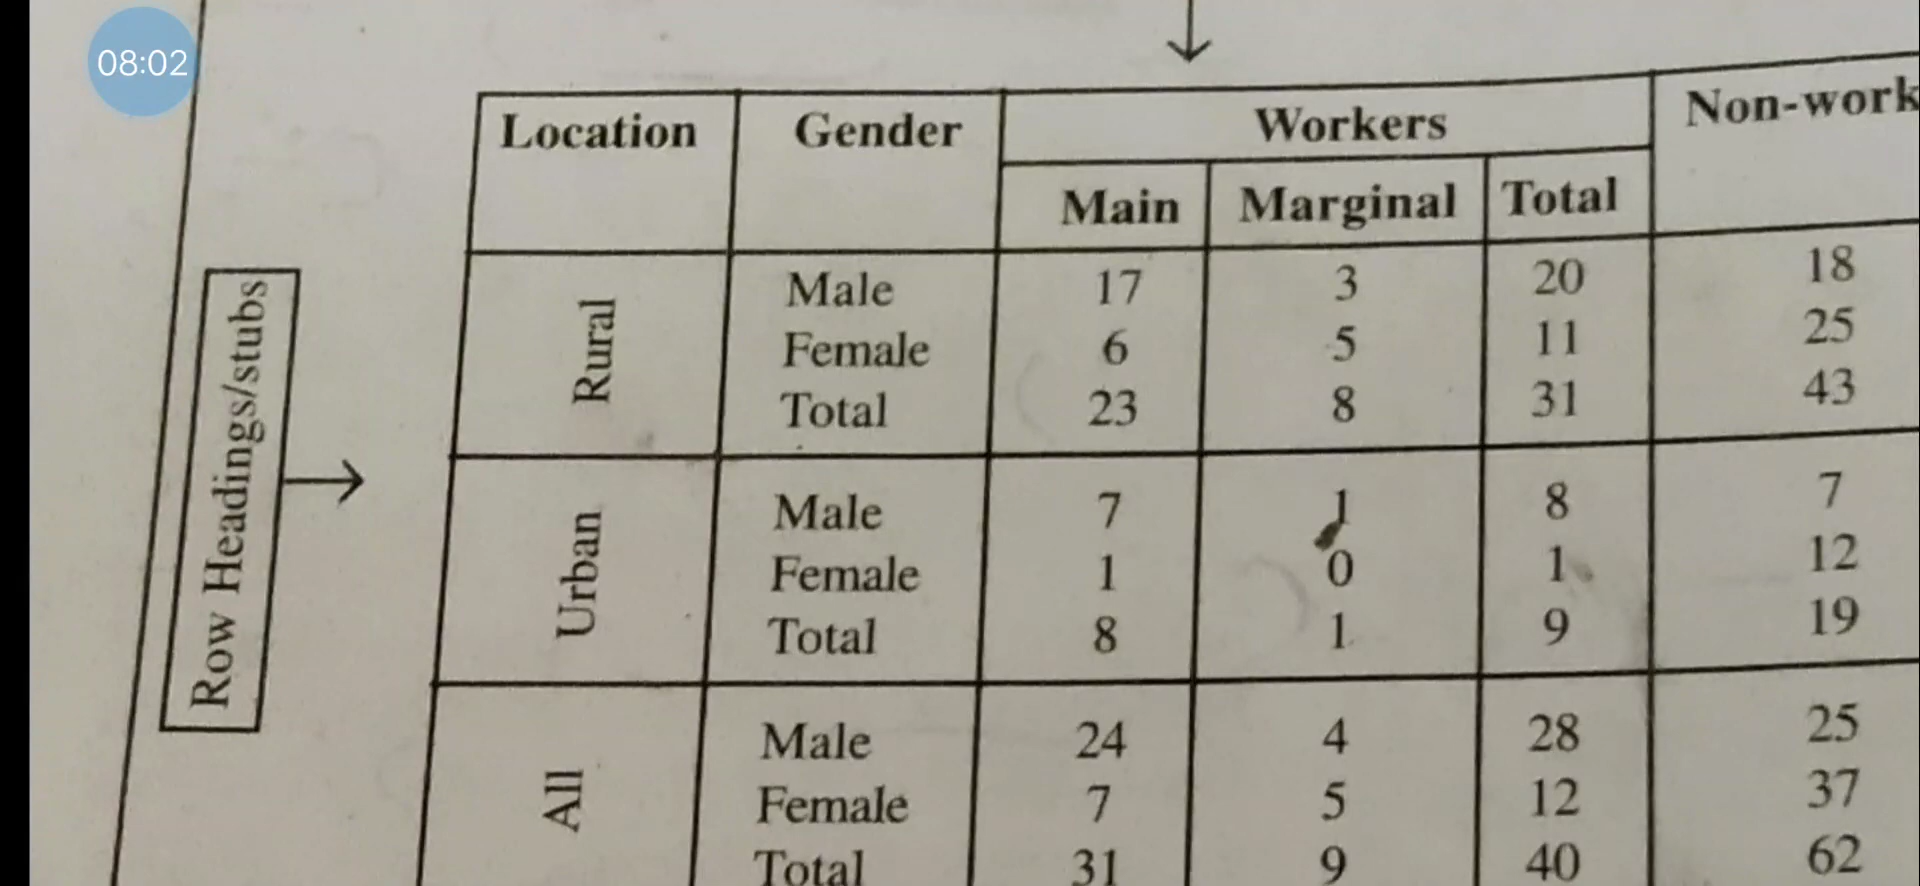 08:02
Row Headings/stubs
Location Gender Workers Non-work
Main Marginal Total
Rural
Male 17 3 20 18
Female 6 5 11 25
Total 23 8 31 43
Urban
Male 7 1 8 7
Female 1 0 1 12
Total 8 1 9 19
All
Male 24 4 28 25
Female 7 5 12 37
Total 31 9 40 62